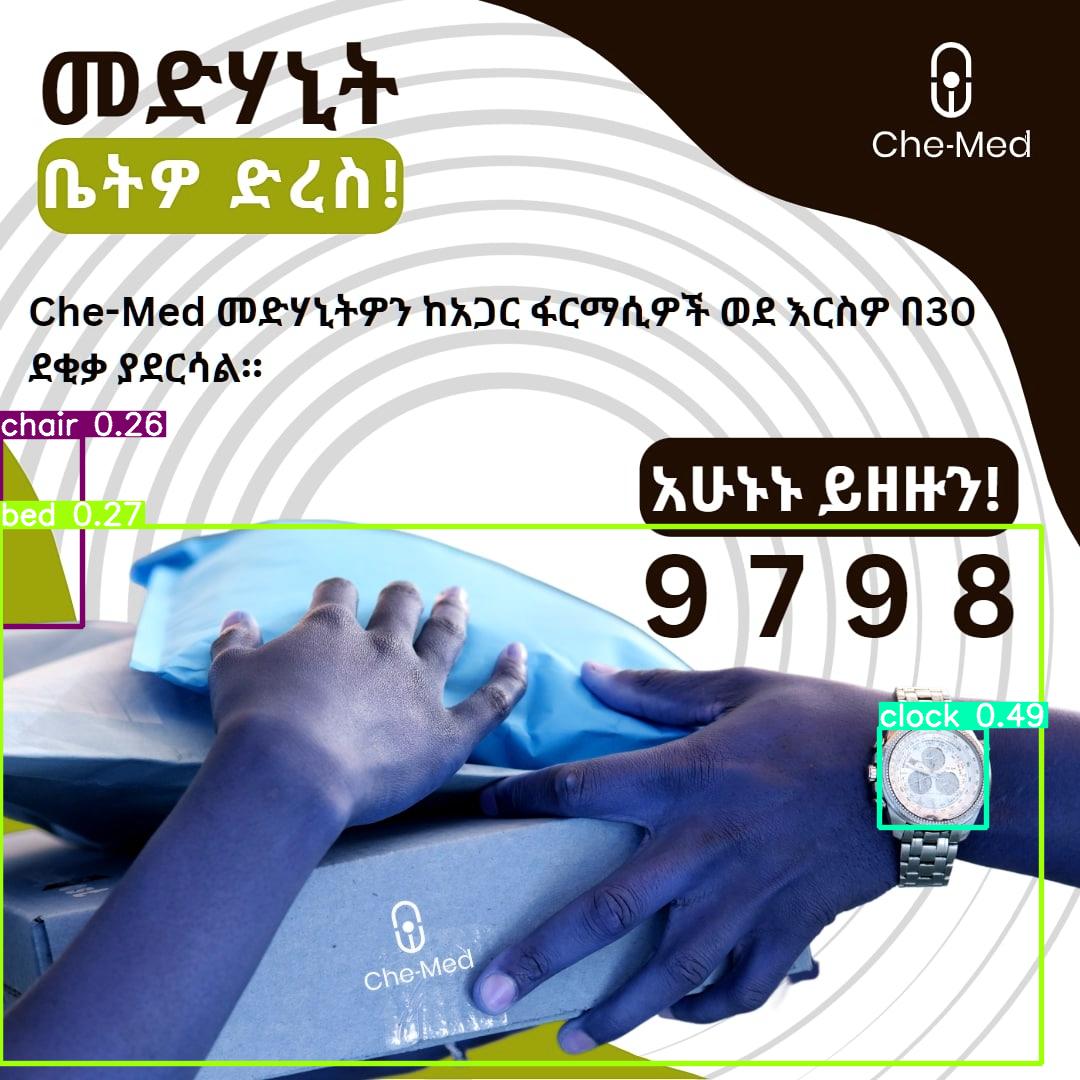 መድሃኒት
ቤትዎ ድረስ!
Che-Med
Che-Med መድሃኒትዎን ከአጋር ፋርማሲዎች ወደ እርስዎ በ30
ደቂቃ ያደርሳል።
chair 0.26
bed 0.27
አሁኑኑ ይዘዙን!
9798
clock 0.49
Che-Med